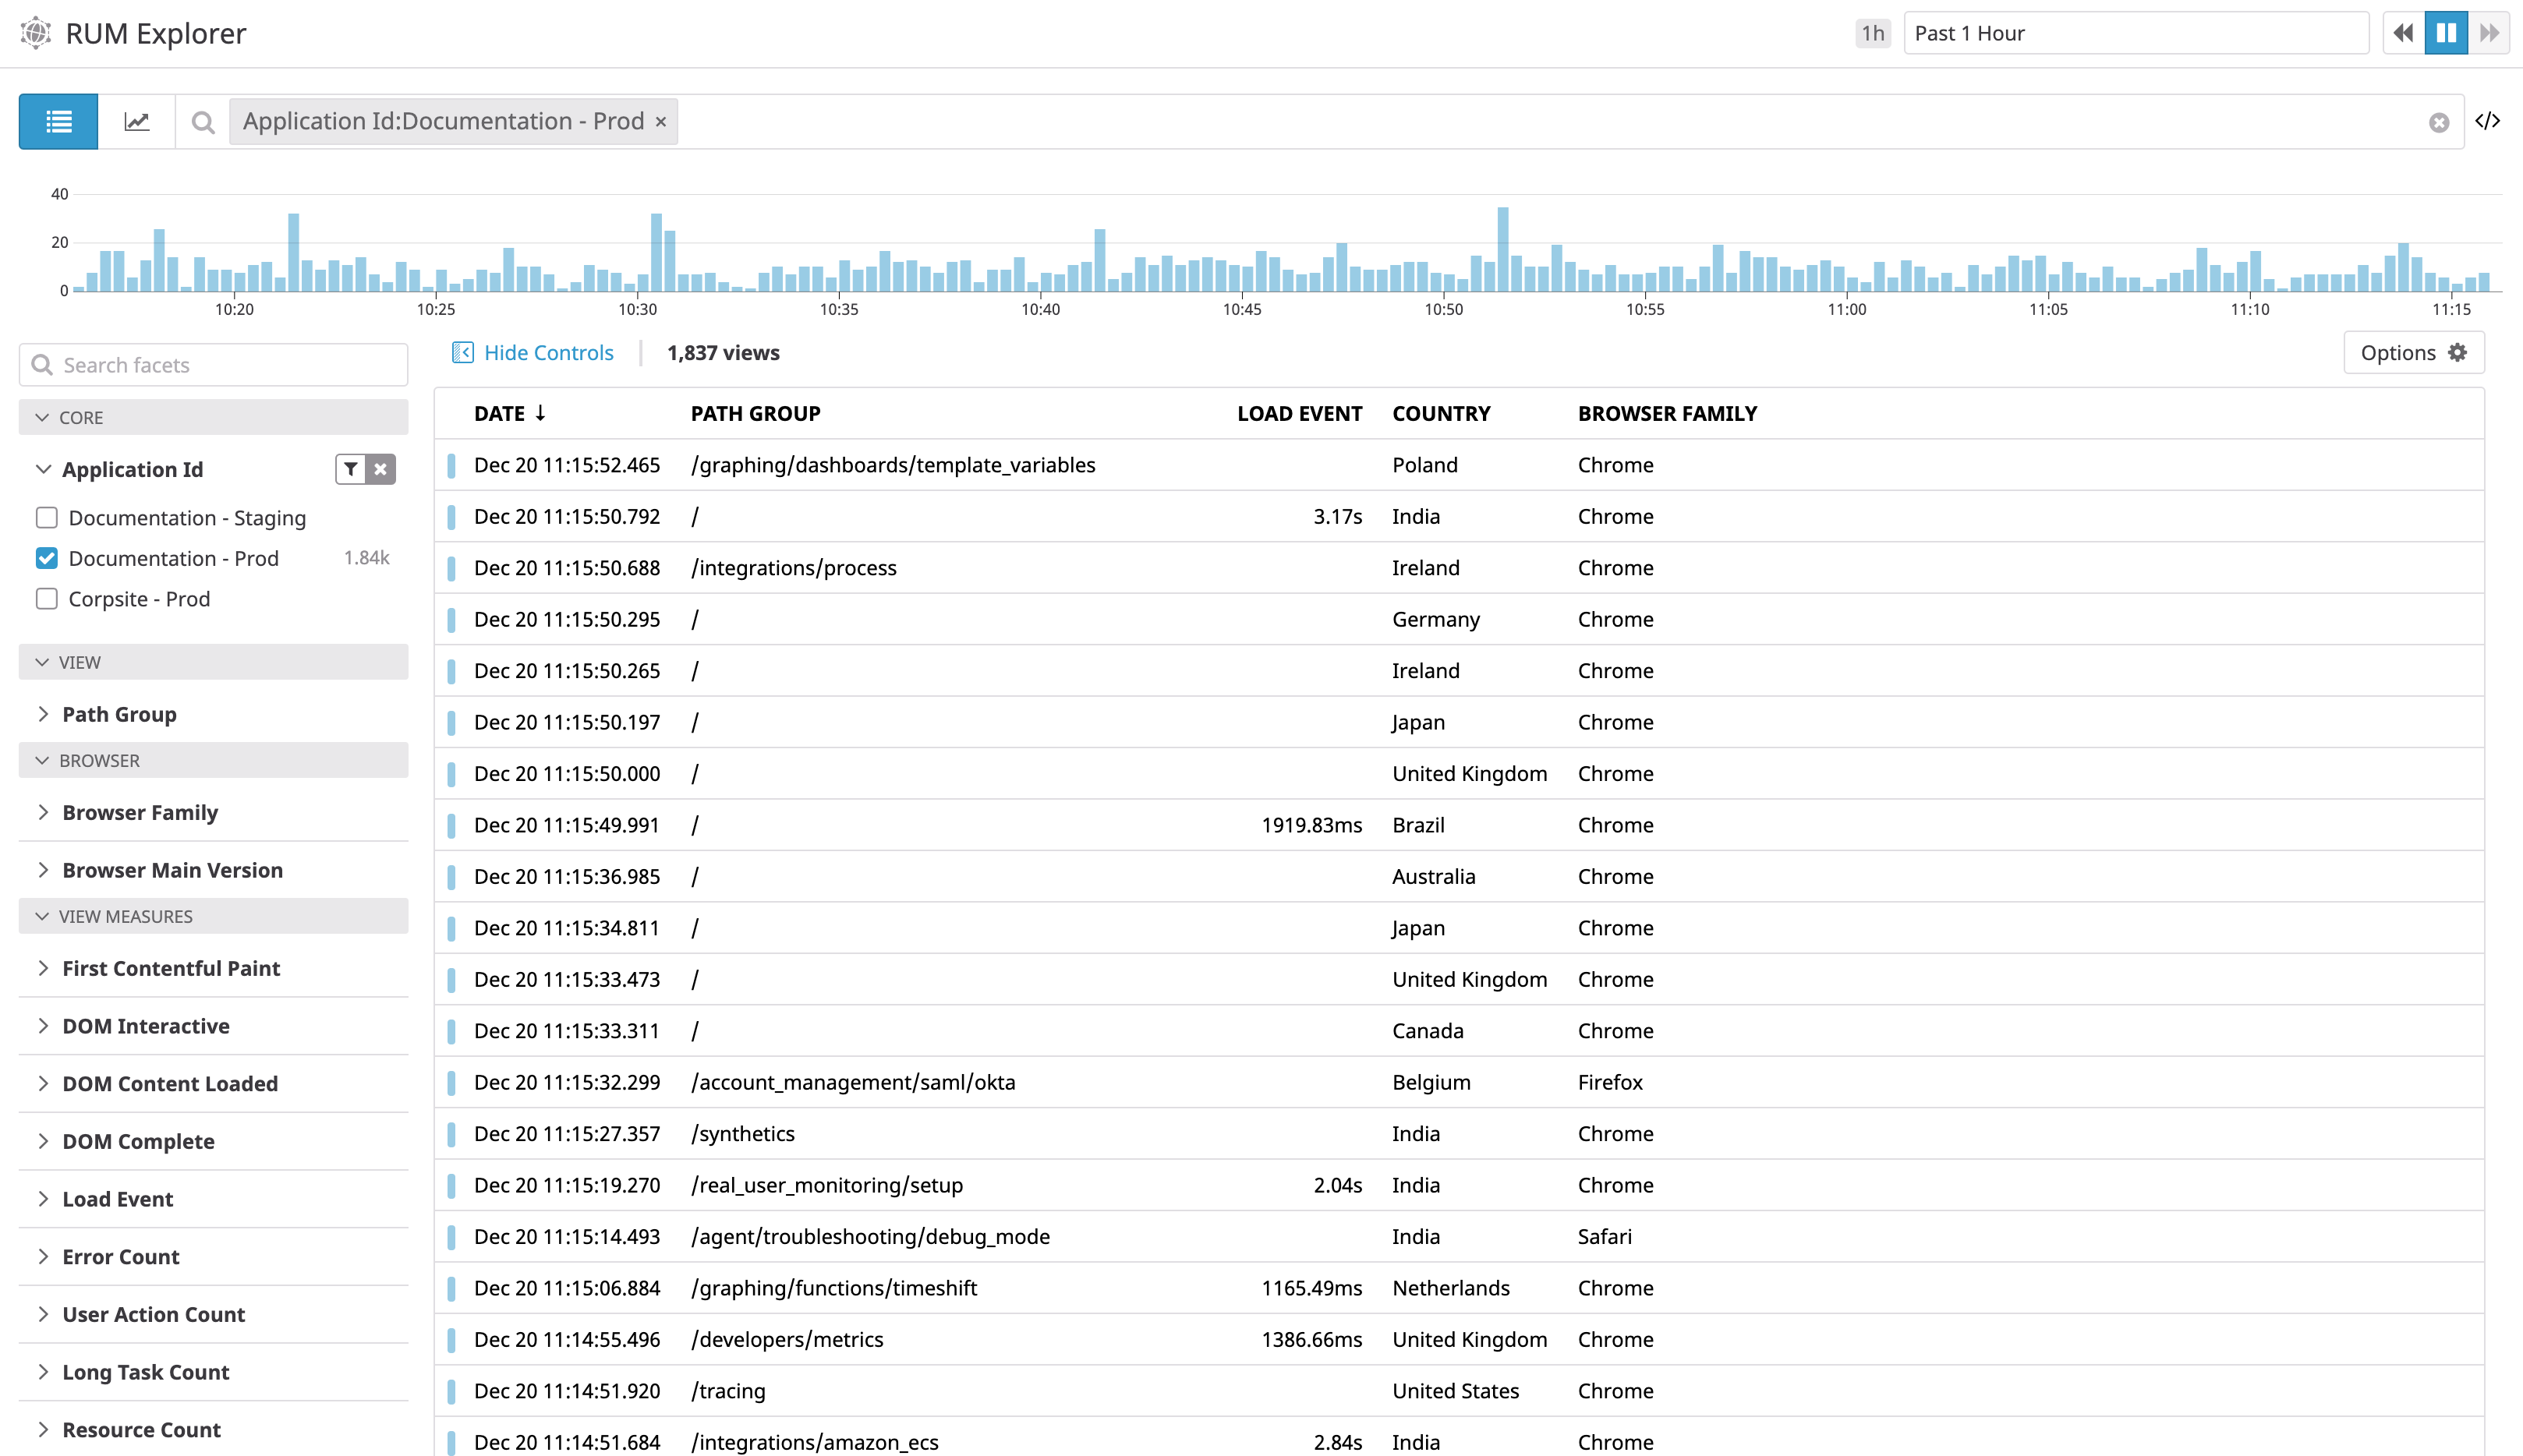 RUM Explorer
1h Past 1 Hour
Application Id:Documentation - Prod ×
</>
40
20
0
10:20 10:25 10:30 10:35 10:40 10:45 10:50 10:55 11:00 11:05 11:10 11:15
Search facets
CORE
Application Id
Documentation - Staging
Documentation - Prod 1.84k
Corpsite - Prod
VIEW
Path Group
BROWSER
Browser Family
Browser Main Version
VIEW MEASURES
First Contentful Paint
DOM Interactive
DOM Content Loaded
DOM Complete
Load Event
Error Count
User Action Count
Long Task Count
Resource Count
Hide Controls 1,837 views Options
DATE ↓ PATH GROUP LOAD EVENT COUNTRY BROWSER FAMILY
Dec 20 11:15:52.465 /graphing/dashboards/template_variables Poland Chrome
Dec 20 11:15:50.792 / 3.17s India Chrome
Dec 20 11:15:50.688 /integrations/process Ireland Chrome
Dec 20 11:15:50.295 / Germany Chrome
Dec 20 11:15:50.265 / Ireland Chrome
Dec 20 11:15:50.197 / Japan Chrome
Dec 20 11:15:50.000 / United Kingdom Chrome
Dec 20 11:15:49.991 / 1919.83ms Brazil Chrome
Dec 20 11:15:36.985 / Australia Chrome
Dec 20 11:15:34.811 / Japan Chrome
Dec 20 11:15:33.473 / United Kingdom Chrome
Dec 20 11:15:33.311 / Canada Chrome
Dec 20 11:15:32.299 /account_management/saml/okta Belgium Firefox
Dec 20 11:15:27.357 /synthetics India Chrome
Dec 20 11:15:19.270 /real_user_monitoring/setup 2.04s India Chrome
Dec 20 11:15:14.493 /agent/troubleshooting/debug_mode India Safari
Dec 20 11:15:06.884 /graphing/functions/timeshift 1165.49ms Netherlands Chrome
Dec 20 11:14:55.496 /developers/metrics 1386.66ms United Kingdom Chrome
Dec 20 11:14:51.920 /tracing United States Chrome
Dec 20 11:14:51.684 /integrations/amazon_ecs 2.84s India Chrome